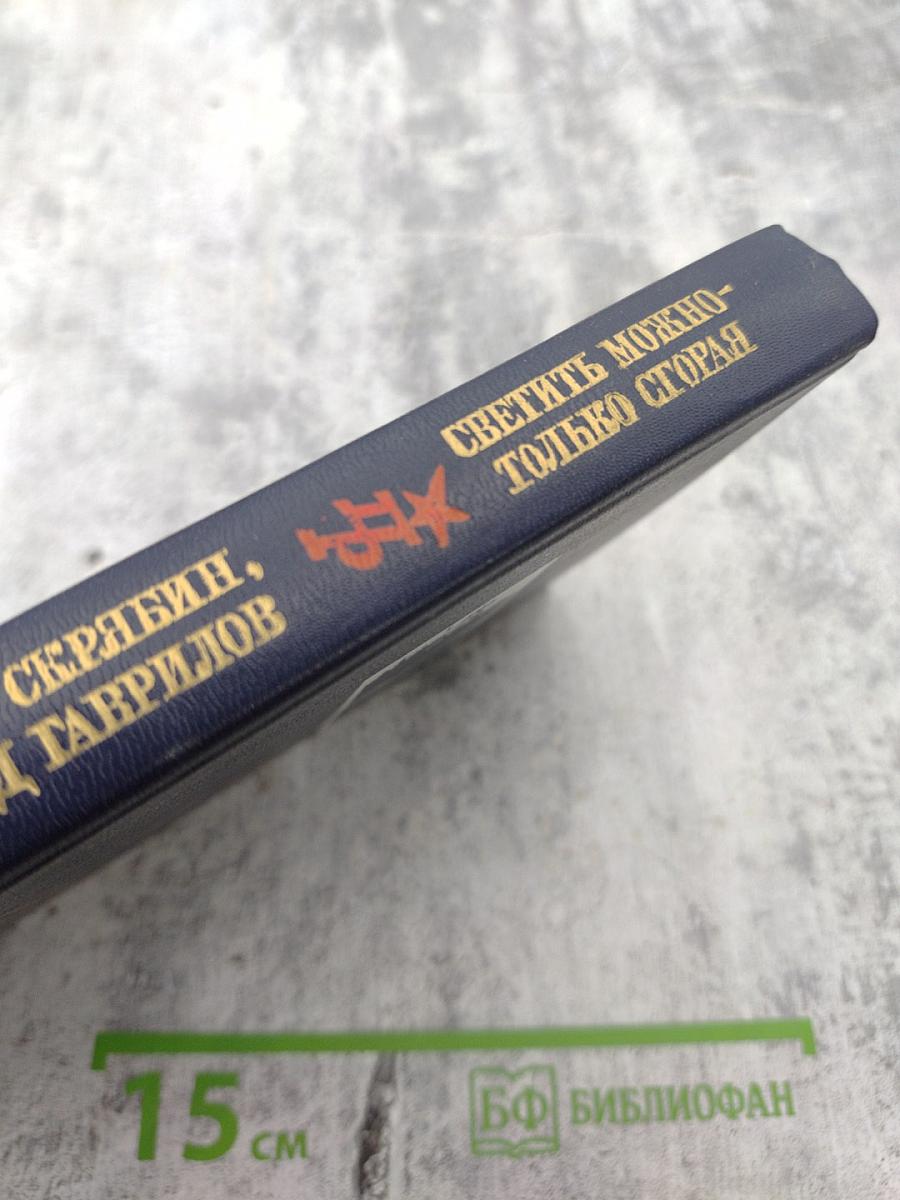 СКРЯБИН,
Д ГАВРИЛОВ
СВЕТИТЬ МОЖНО-
ТОЛЬКО СГОРАЯ
15 см
БФ БИБЛИОФАН